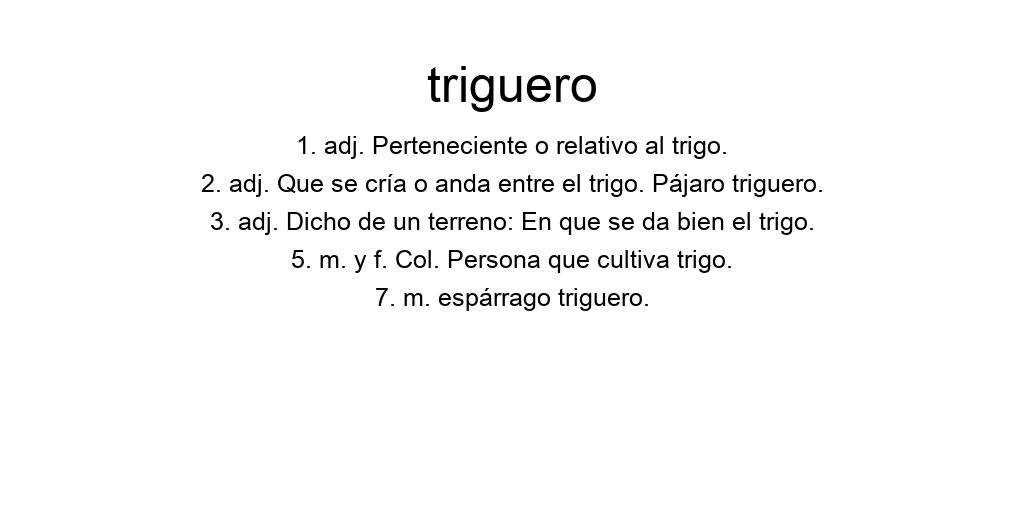 triguero
1. adj. Perteneciente o relativo al trigo.
2. adj. Que se cría o anda entre el trigo. Pájaro triguero.
3. adj. Dicho de un terreno: En que se da bien el trigo.
5. m. y f. Col. Persona que cultiva trigo.
7. m. espárrago triguero.